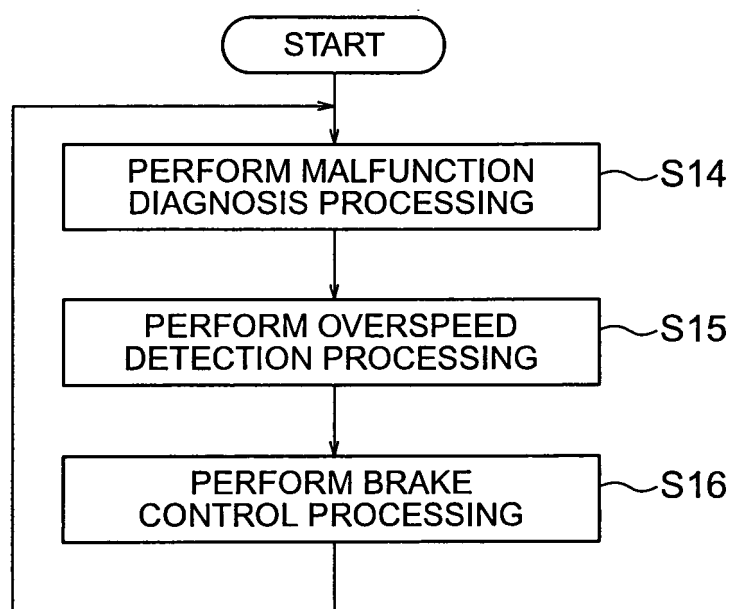 START
PERFORM MALFUNCTION
DIAGNOSIS PROCESSING
S14
PERFORM OVERSPEED
DETECTION PROCESSING
S15
PERFORM BRAKE
CONTROL PROCESSING
S16